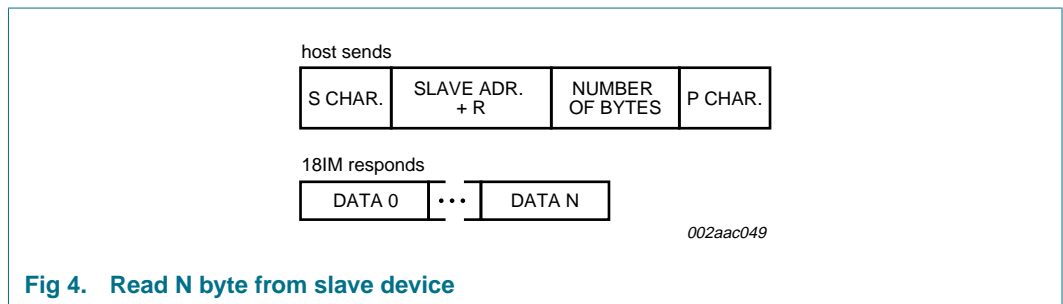 host sends
S CHAR.
SLAVE ADR.
+ R
NUMBER
OF BYTES
P CHAR.
18IM responds
DATA 0
• • •
DATA N
002aac049
Fig 4. Read N byte from slave device